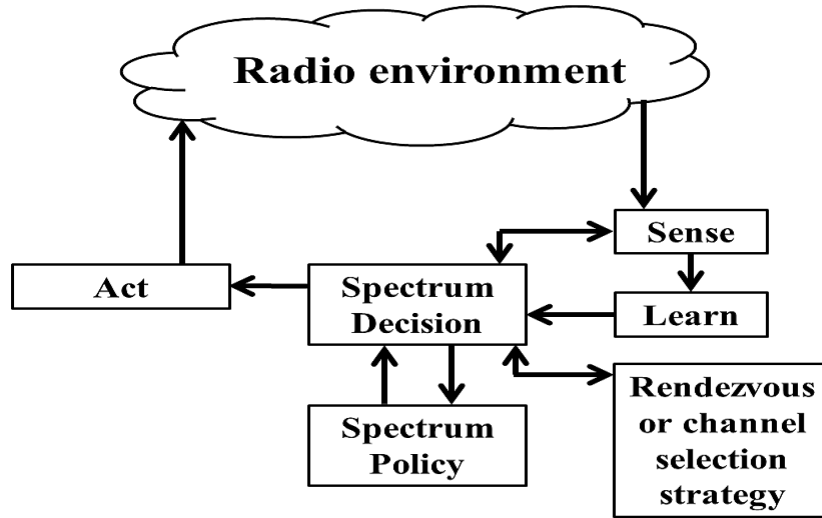 Radio environment
Sense
Act
Spectrum
Decision
Learn
Spectrum
Policy
Rendezvous
or channel
selection
strategy